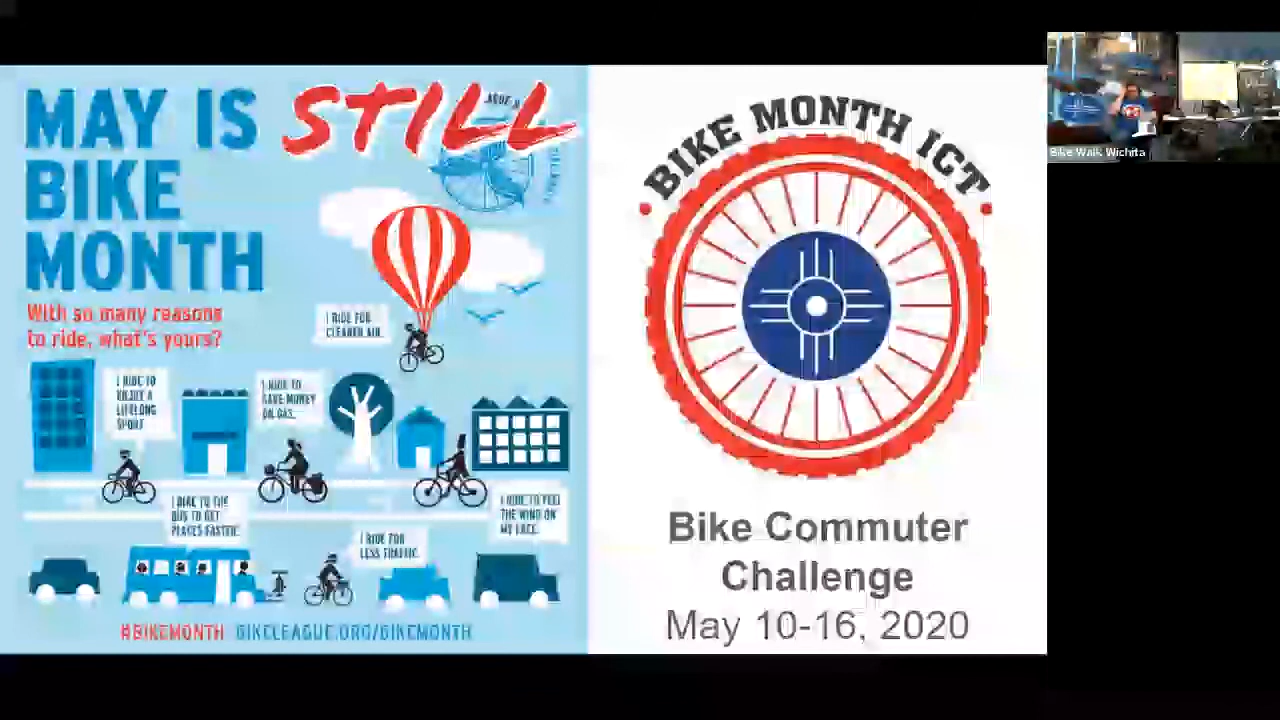 MAY IS STILL
BIKE
MONTH
With so many reasons
to ride, what's yours?
I RIDE FOR
CLEANER AIR.
I RIDE TO
ENJOY A
LIFELONG
SPORT
I RIDE TO
SAVE MONEY
ON GAS.
I BIKE TO THE
BUS TO GET
PLACES FASTER.
I RIDE TO FEEL
THE WIND ON
MY FACE.
I RIDE FOR
LESS TRAFFIC.
#BIKEMONTH BIKELEAGUE.ORG/BIKEMONTH
BIKE MONTH ICT
Bike Commuter
Challenge
May 10-16, 2020
Bike Walk Wichita